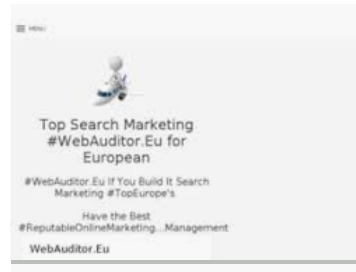 MENU
Top Search Marketing
#WebAuditor.Eu for
European
#WebAuditor.Eu If You Build It Search
Marketing #TopEurope's
Have the Best
#ReputableOnlineMarketing...Management
WebAuditor.Eu